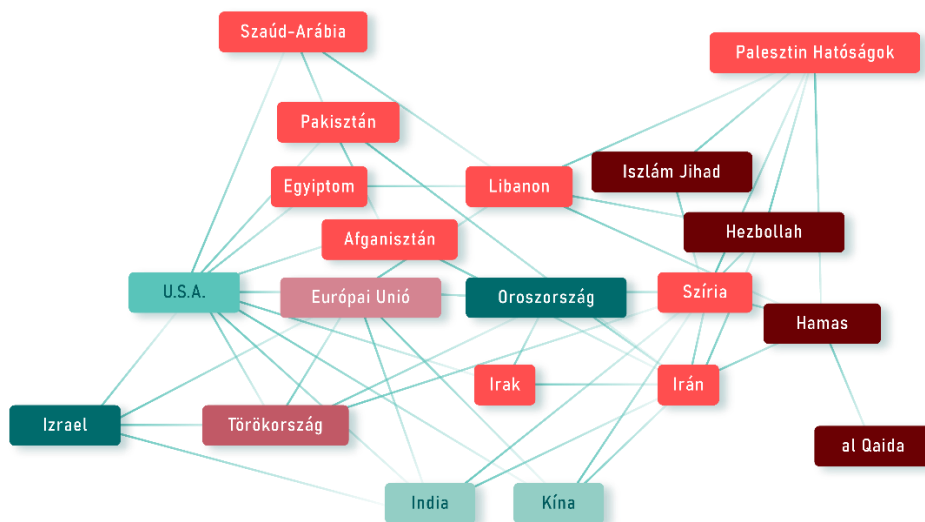 Szaúd-Arábia
Palesztin Hatóságok
Pakisztán
Iszlám Jihad
Egyiptom
Libanon
Hezbollah
Afganisztán
U.S.A.
Európai Unió
Oroszország
Szíria
Hamas
Irak
Irán
Izrael
Törökország
al Qaida
India
Kína